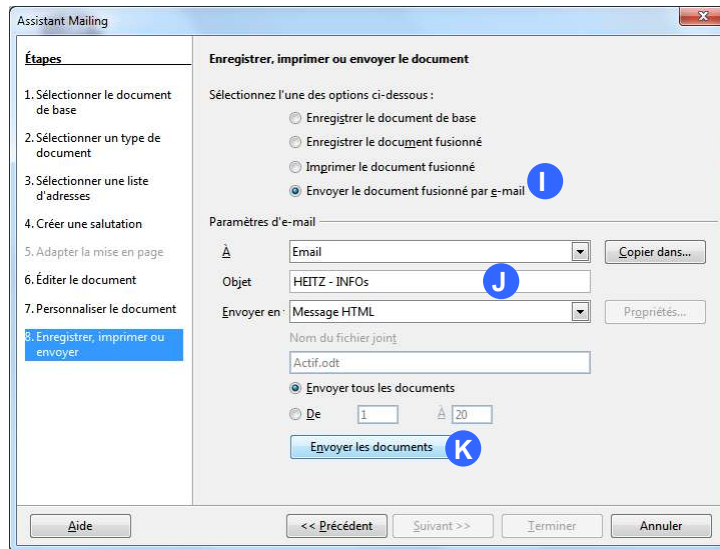 Assistant Mailing
Étapes
1. Sélectionner le document
de base
2. Sélectionner un type de
document
3. Sélectionner une liste
d'adresses
4. Créer une salutation
5. Adapter la mise en page
6. Éditer le document
7. Personnaliser le document
8. Enregistrer, imprimer ou
envoyer
Enregistrer, imprimer ou envoyer le document
Sélectionnez l'une des options ci-dessous :
Enregistrer le document de base
Enregistrer le document fusionné
Imprimer le document fusionné
Envoyer le document fusionné par e-mail
I
Paramètres d'e-mail
À Email Copier dans...
Objet HEITZ - INFOs J
Envoyer en Message HTML Propriétés...
Nom du fichier joint
Actif.odt
Envoyer tous les documents
De 1 À 20
Envoyer les documents K
Aide << Précédent Suivant >> Terminer Annuler